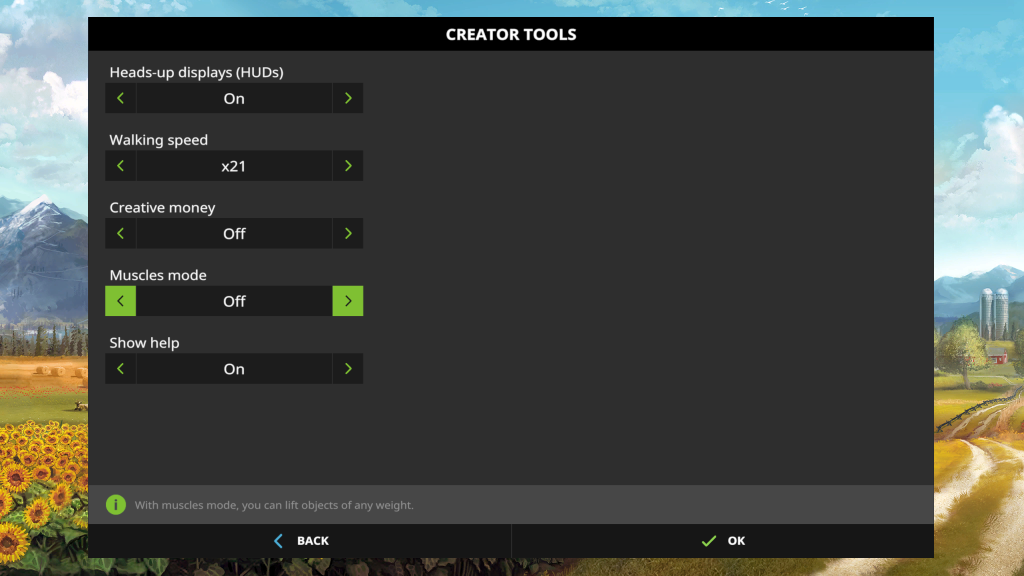 CREATOR TOOLS
Heads-up displays (HUDs)
On
Walking speed
x21
Creative money
Off
Muscles mode
Off
Show help
On
With muscles mode, you can lift objects of any weight.
BACK
OK